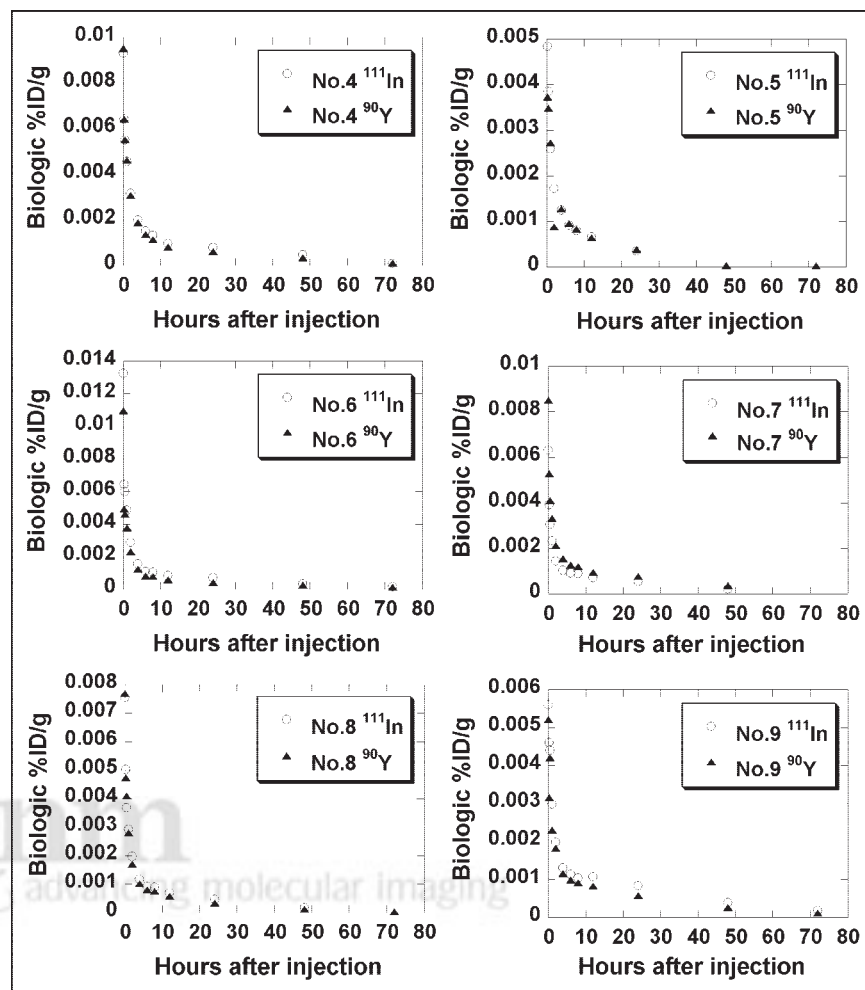 Biologic %ID/g
0.01
0.008
0.006
0.004
0.002
0
No.4 ¹¹¹In
No.4 ⁹⁰Y
0 10 20 30 40 50 60 70 80
Hours after injection
Biologic %ID/g
0.005
0.004
0.003
0.002
0.001
0
No.5 ¹¹¹In
No.5 ⁹⁰Y
0 10 20 30 40 50 60 70 80
Hours after injection
Biologic %ID/g
0.014
0.012
0.01
0.008
0.006
0.004
0.002
0
No.6 ¹¹¹In
No.6 ⁹⁰Y
0 10 20 30 40 50 60 70 80
Hours after injection
Biologic %ID/g
0.01
0.008
0.006
0.004
0.002
0
No.7 ¹¹¹In
No.7 ⁹⁰Y
0 10 20 30 40 50 60 70 80
Hours after injection
Biologic %ID/g
0.008
0.007
0.006
0.005
0.004
0.003
0.002
0.001
0
No.8 ¹¹¹In
No.8 ⁹⁰Y
0 10 20 30 40 50 60 70 80
Hours after injection
Biologic %ID/g
0.006
0.005
0.004
0.003
0.002
0.001
0
No.9 ¹¹¹In
No.9 ⁹⁰Y
0 10 20 30 40 50 60 70 80
Hours after injection
nm
advancing molecular imaging